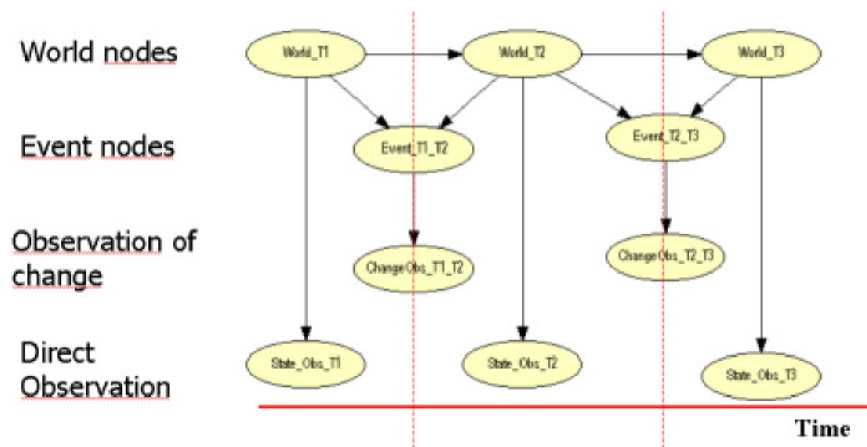 World nodes
World_T1
World_T2
World_T3
Event nodes
Event_T1_T2
Event_T2_T3
Observation of
change
ChangeObs_T1_T2
ChangeObs_T2_T3
Direct
Observation
State_Obs_T1
State_Obs_T2
State_Obs_T3
Time